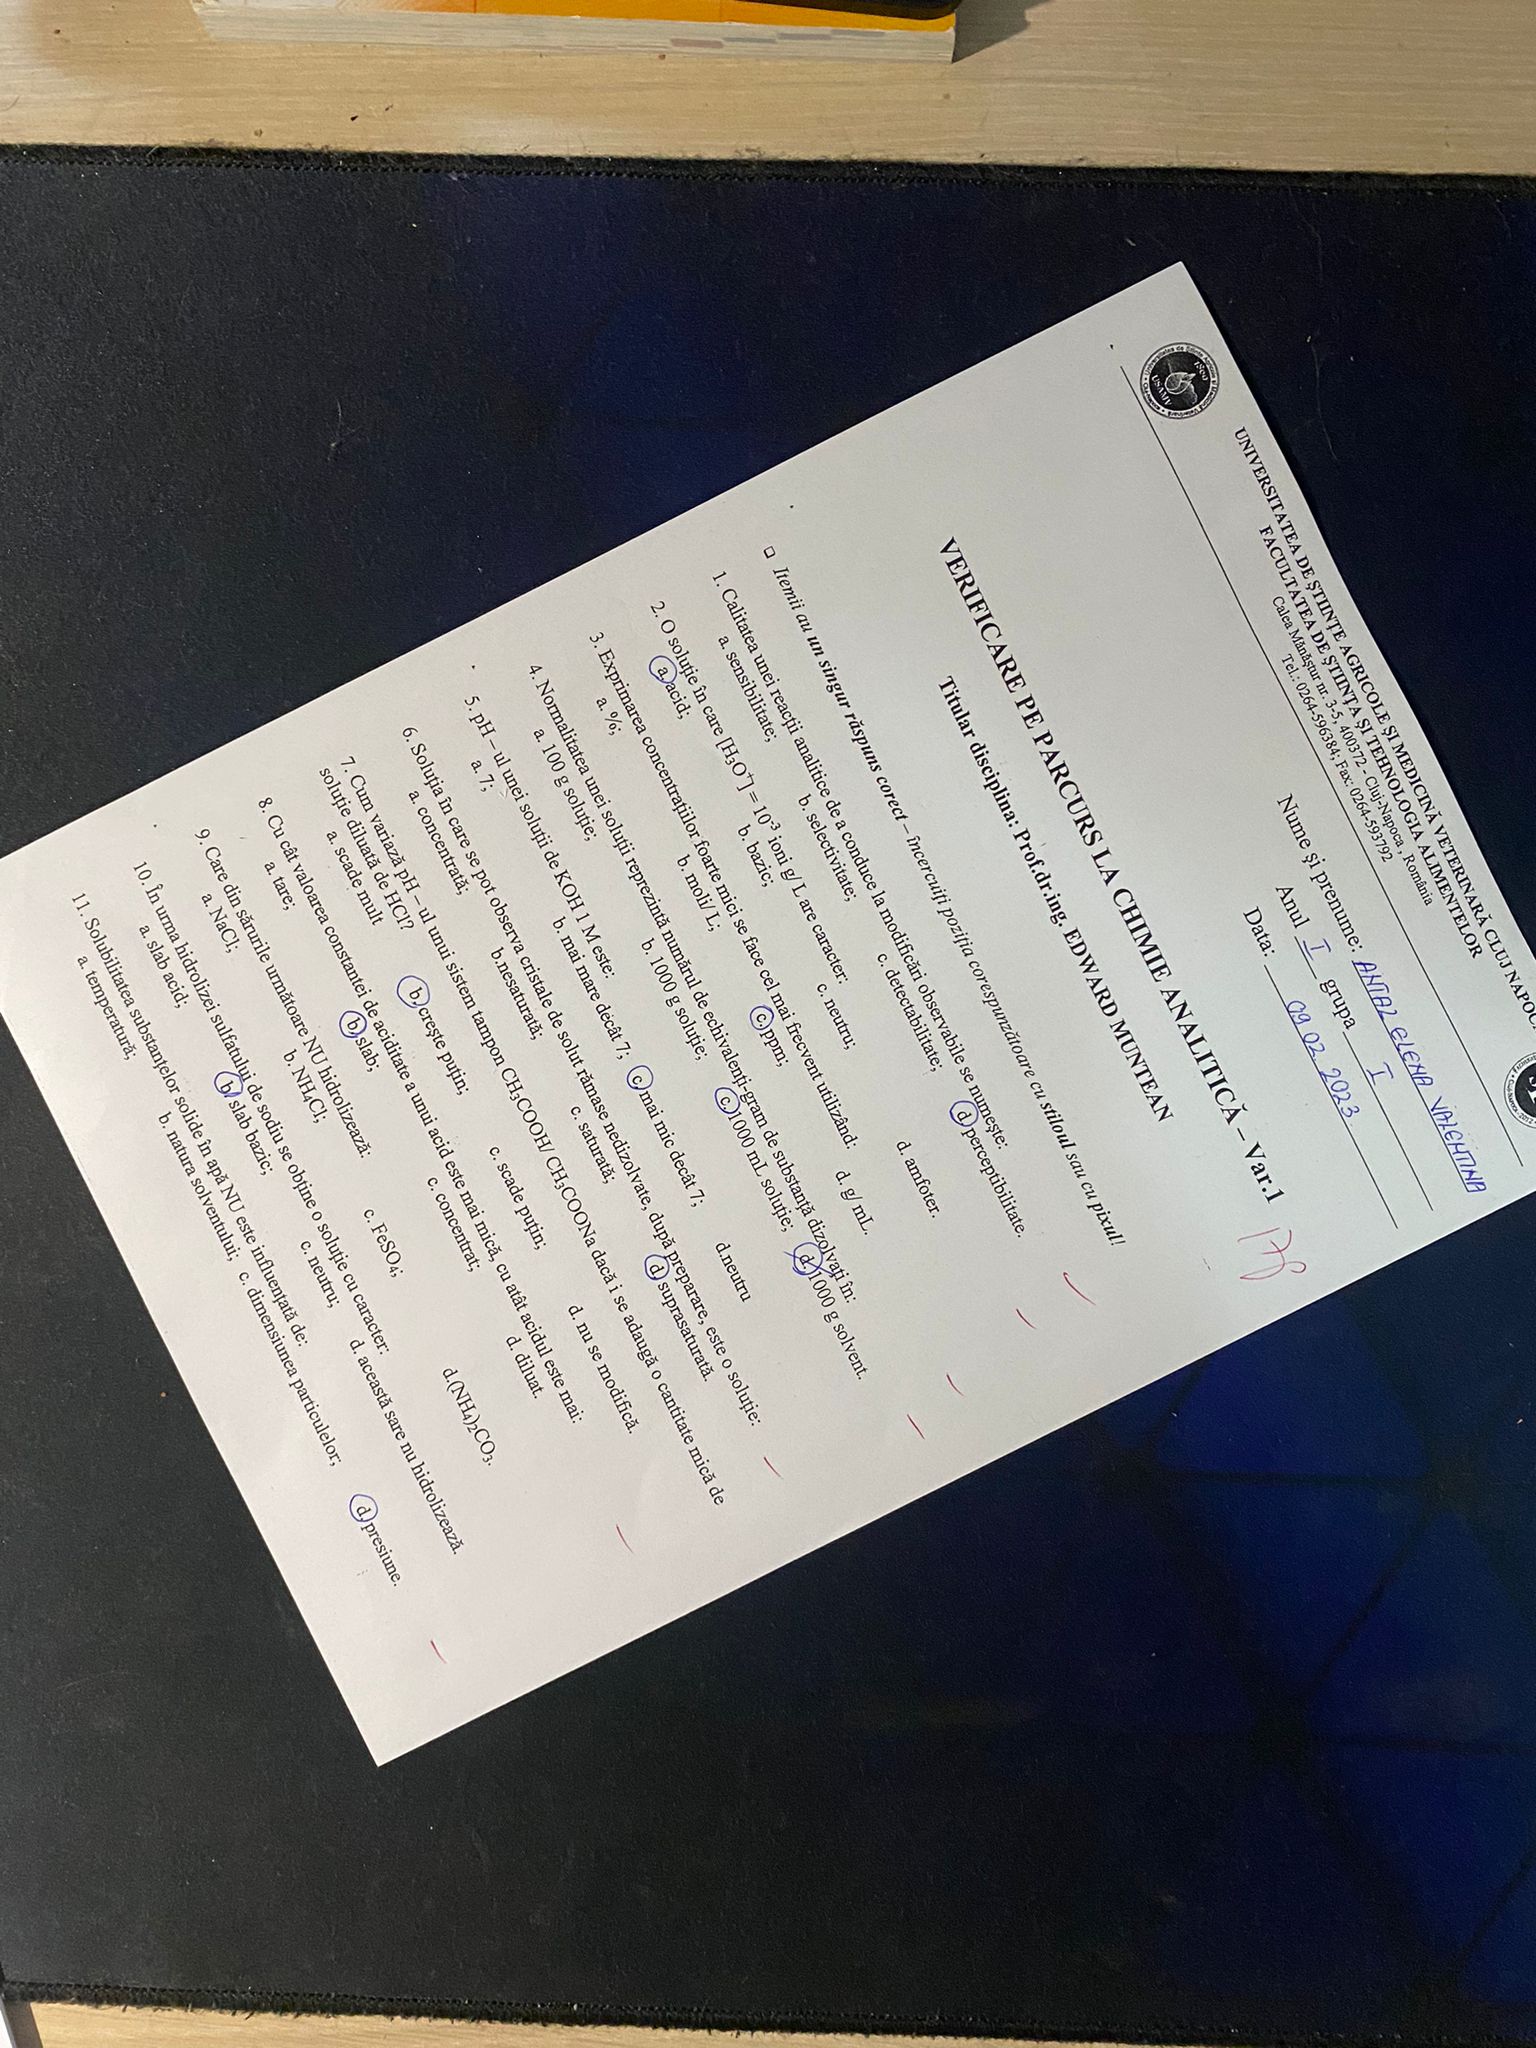 UNIVERSITATEA DE ȘTIINȚE AGRICOLE ȘI MEDICINĂ VETERINARĂ CLUJ NAPOC
FACULTATEA DE ȘTIINȚA ȘI TEHNOLOGIA ALIMENTELOR
Calea Mănăștur nr. 3-5, 400372 - Cluj-Napoca, România
Tel.: 0264-596384, Fax: 0264-593792
USAMV
Nume și prenume: ANTAL ELENA VALENTINA
Anul I grupa I
Data: 09.02.2023
VERIFICARE PE PARCURS LA CHIMIE ANALITICĂ – Var.1
Titular disciplina: Prof.dr.ing. EDWARD MUNTEAN
Itemii au un singur răspuns corect – încercuiți poziția corespunzătoare cu stiloul sau cu pixul!
1. Calitatea unei reacții analitice de a conduce la modificări observabile se numește:
a. sensibilitate; b. selectivitate; c. detectabilitate; d. perceptibilitate.
2. O soluție în care [H₃O⁺] = 10⁻³ ioni g/ L are caracter:
a. acid; b. bazic; c. neutru; d. amfoter.
3. Exprimarea concentrațiilor foarte mici se face cel mai frecvent utilizând:
a. %; b. moli/ L; c. ppm; d. g/ mL.
4. Normalitatea unei soluții reprezintă numărul de echivalenți-gram de substanță dizolvați în:
a. 100 g soluție; b. 1000 g soluție; c. 1000 mL soluție; d. 1000 g solvent.
5. pH – ul unei soluții de KOH 1 M este:
a. 7; b. mai mare decât 7; c. mai mic decât 7; d.neutru
6. Soluția în care se pot observa cristale de solut rămase nedizolvate, după preparare, este o soluție:
a. concentrată; b.nesaturată; c. saturată; d. suprasaturată.
7. Cum variază pH – ul unui sistem tampon CH₃COOH/ CH₃COONa dacă i se adaugă o cantitate mică de
soluție diluată de HCl?
a. scade mult b. crește puțin; c. scade puțin; d. nu se modifică.
8. Cu cât valoarea constantei de aciditate a unui acid este mai mică, cu atât acidul este mai:
a. tare; b. slab; c. concentrat; d. diluat.
9. Care din sărurile următoare NU hidrolizează:
a. NaCl; b. NH₄Cl; c. FeSO₄; d.(NH₄)₂CO₃.
10. În urma hidrolizei sulfatului de sodiu se obține o soluție cu caracter:
a. slab acid; b. slab bazic; c. neutru; d. această sare nu hidrolizează.
11. Solubilitatea substanțelor solide în apă NU este influențată de:
a. temperatură; b. natura solventului; c. dimensiunea particulelor; d. presiune.